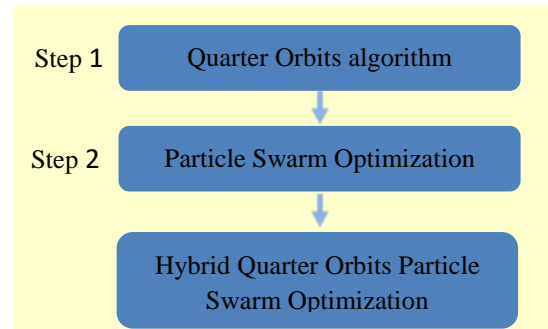 Step 1 Quarter Orbits algorithm
Step 2 Particle Swarm Optimization
Hybrid Quarter Orbits Particle
Swarm Optimization